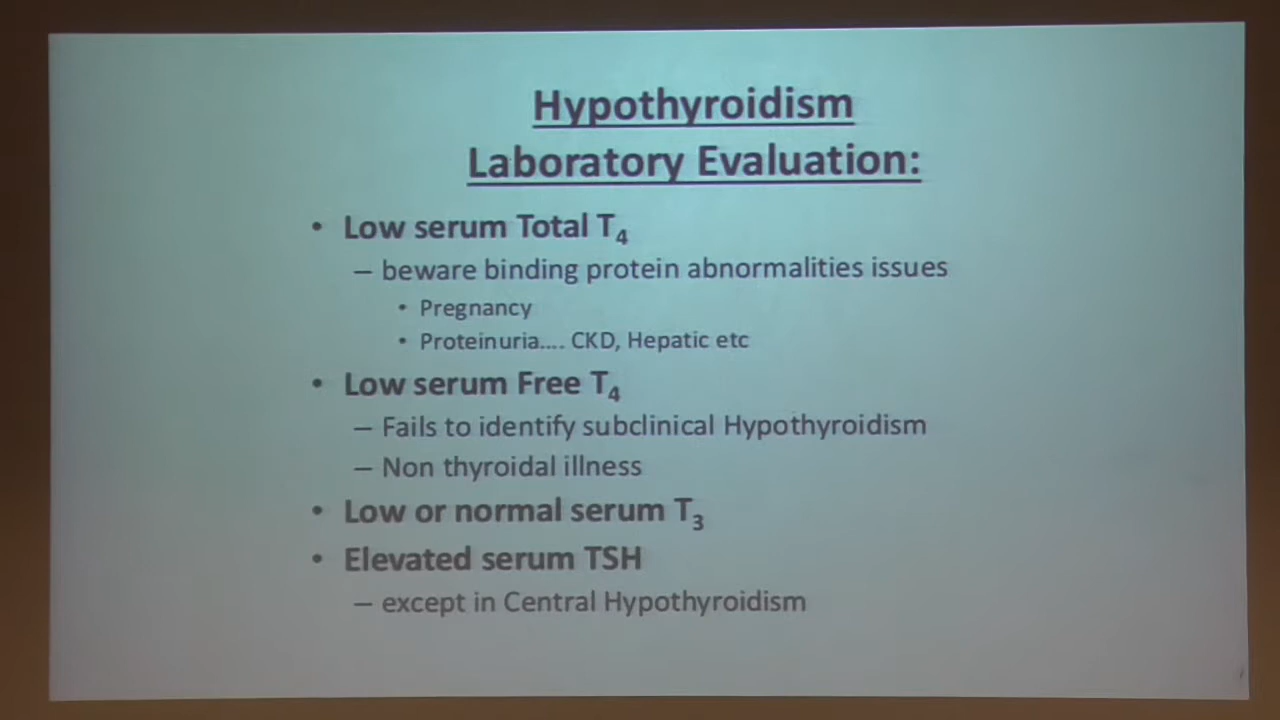 Hypothyroidism
Laboratory Evaluation:
• Low serum Total T₄
– beware binding protein abnormalities issues
• Pregnancy
• Proteinuria.... CKD, Hepatic etc
• Low serum Free T₄
– Fails to identify subclinical Hypothyroidism
– Non thyroidal illness
• Low or normal serum T₃
• Elevated serum TSH
– except in Central Hypothyroidism